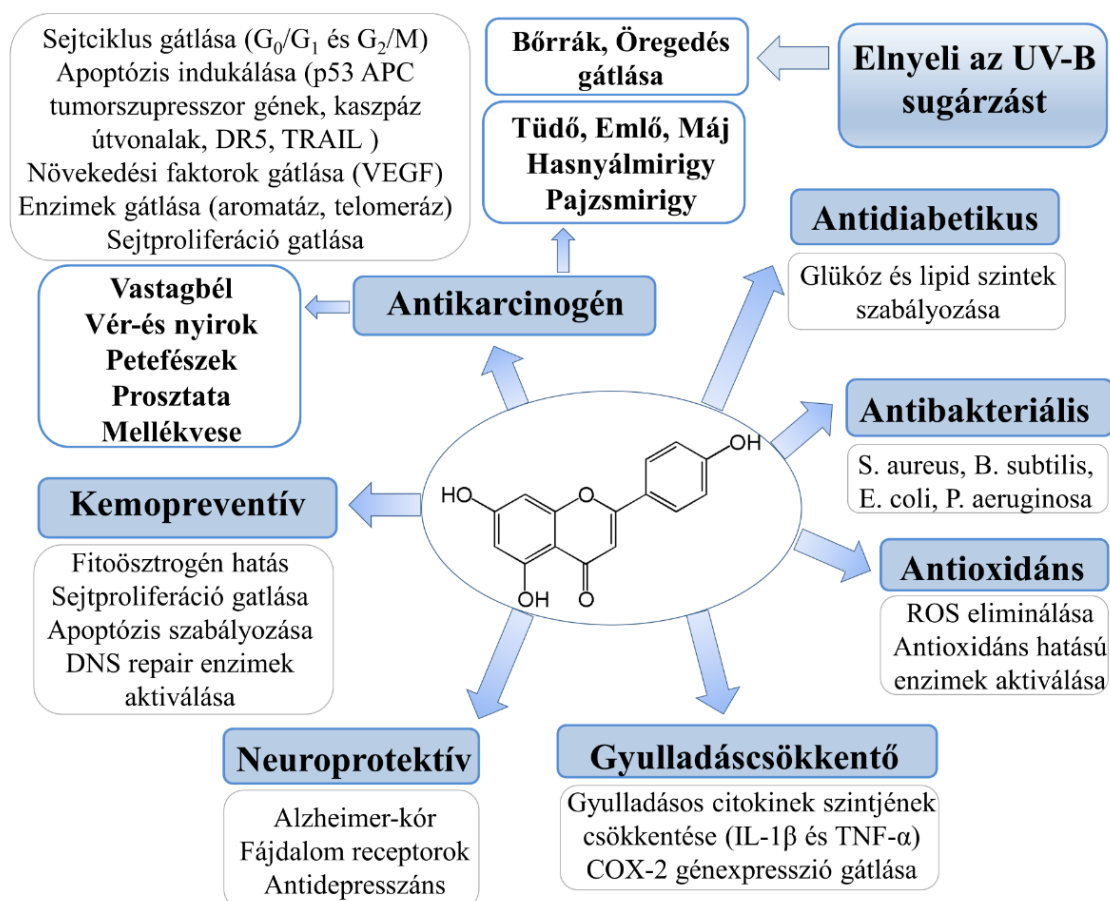 Sejtciklus gátlása (G₀/G₁ és G₂/M)
Apoptózis indukálása (p53 APC
tumorszupresszor gének, kaszpáz
útvonalak, DR5, TRAIL )
Növekedési faktorok gátlása (VEGF)
Enzimek gátlása (aromatáz, telomeráz)
Sejtproliferáció gatlása
Bőrrák, Öregedés
gátlása
Elnyeli az UV-B
sugárzást
Tüdő, Emlő, Máj
Hasnyálmirigy
Pajzsmirigy
Antidiabetikus
Glükóz és lipid szintek
szabályozása
Vastagbél
Vér-és nyirok
Petefészek
Prosztata
Mellékvese
Antikarcinogén
Antibakteriális
S. aureus, B. subtilis,
E. coli, P. aeruginosa
OH
HO
O
OH
O
Kemopreventív
Fitoösztrogén hatás
Sejtproliferáció gatlása
Apoptózis szabályozása
DNS repair enzimek
aktiválása
Antioxidáns
ROS eliminálása
Antioxidáns hatású
enzimek aktiválása
Neuroprotektív
Alzheimer-kór
Fájdalom receptorok
Antidepresszáns
Gyulladáscsökkentő
Gyulladásos citokinek szintjének
csökkentése (IL-1β és TNF-α)
COX-2 génexpresszió gátlása